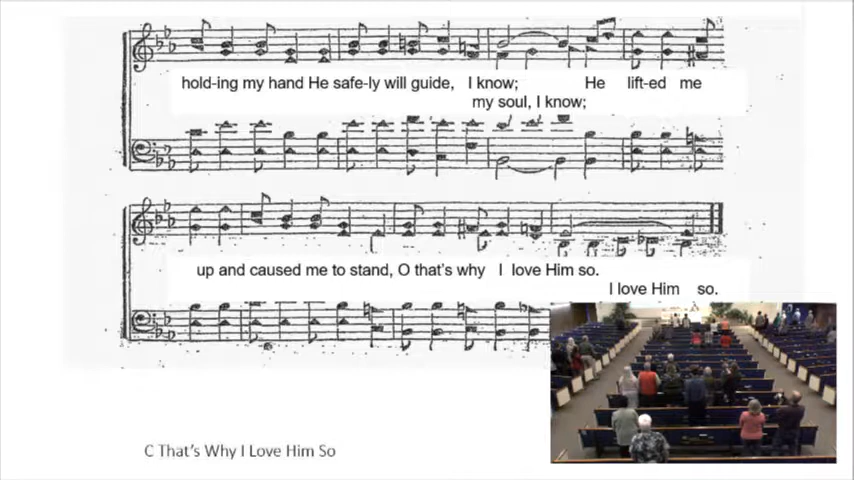 hold-ing my hand He safe-ly will guide, I know; He lift-ed me
my soul, I know;
up and caused me to stand, O that's why I love Him so.
I love Him so.
C That's Why I Love Him So